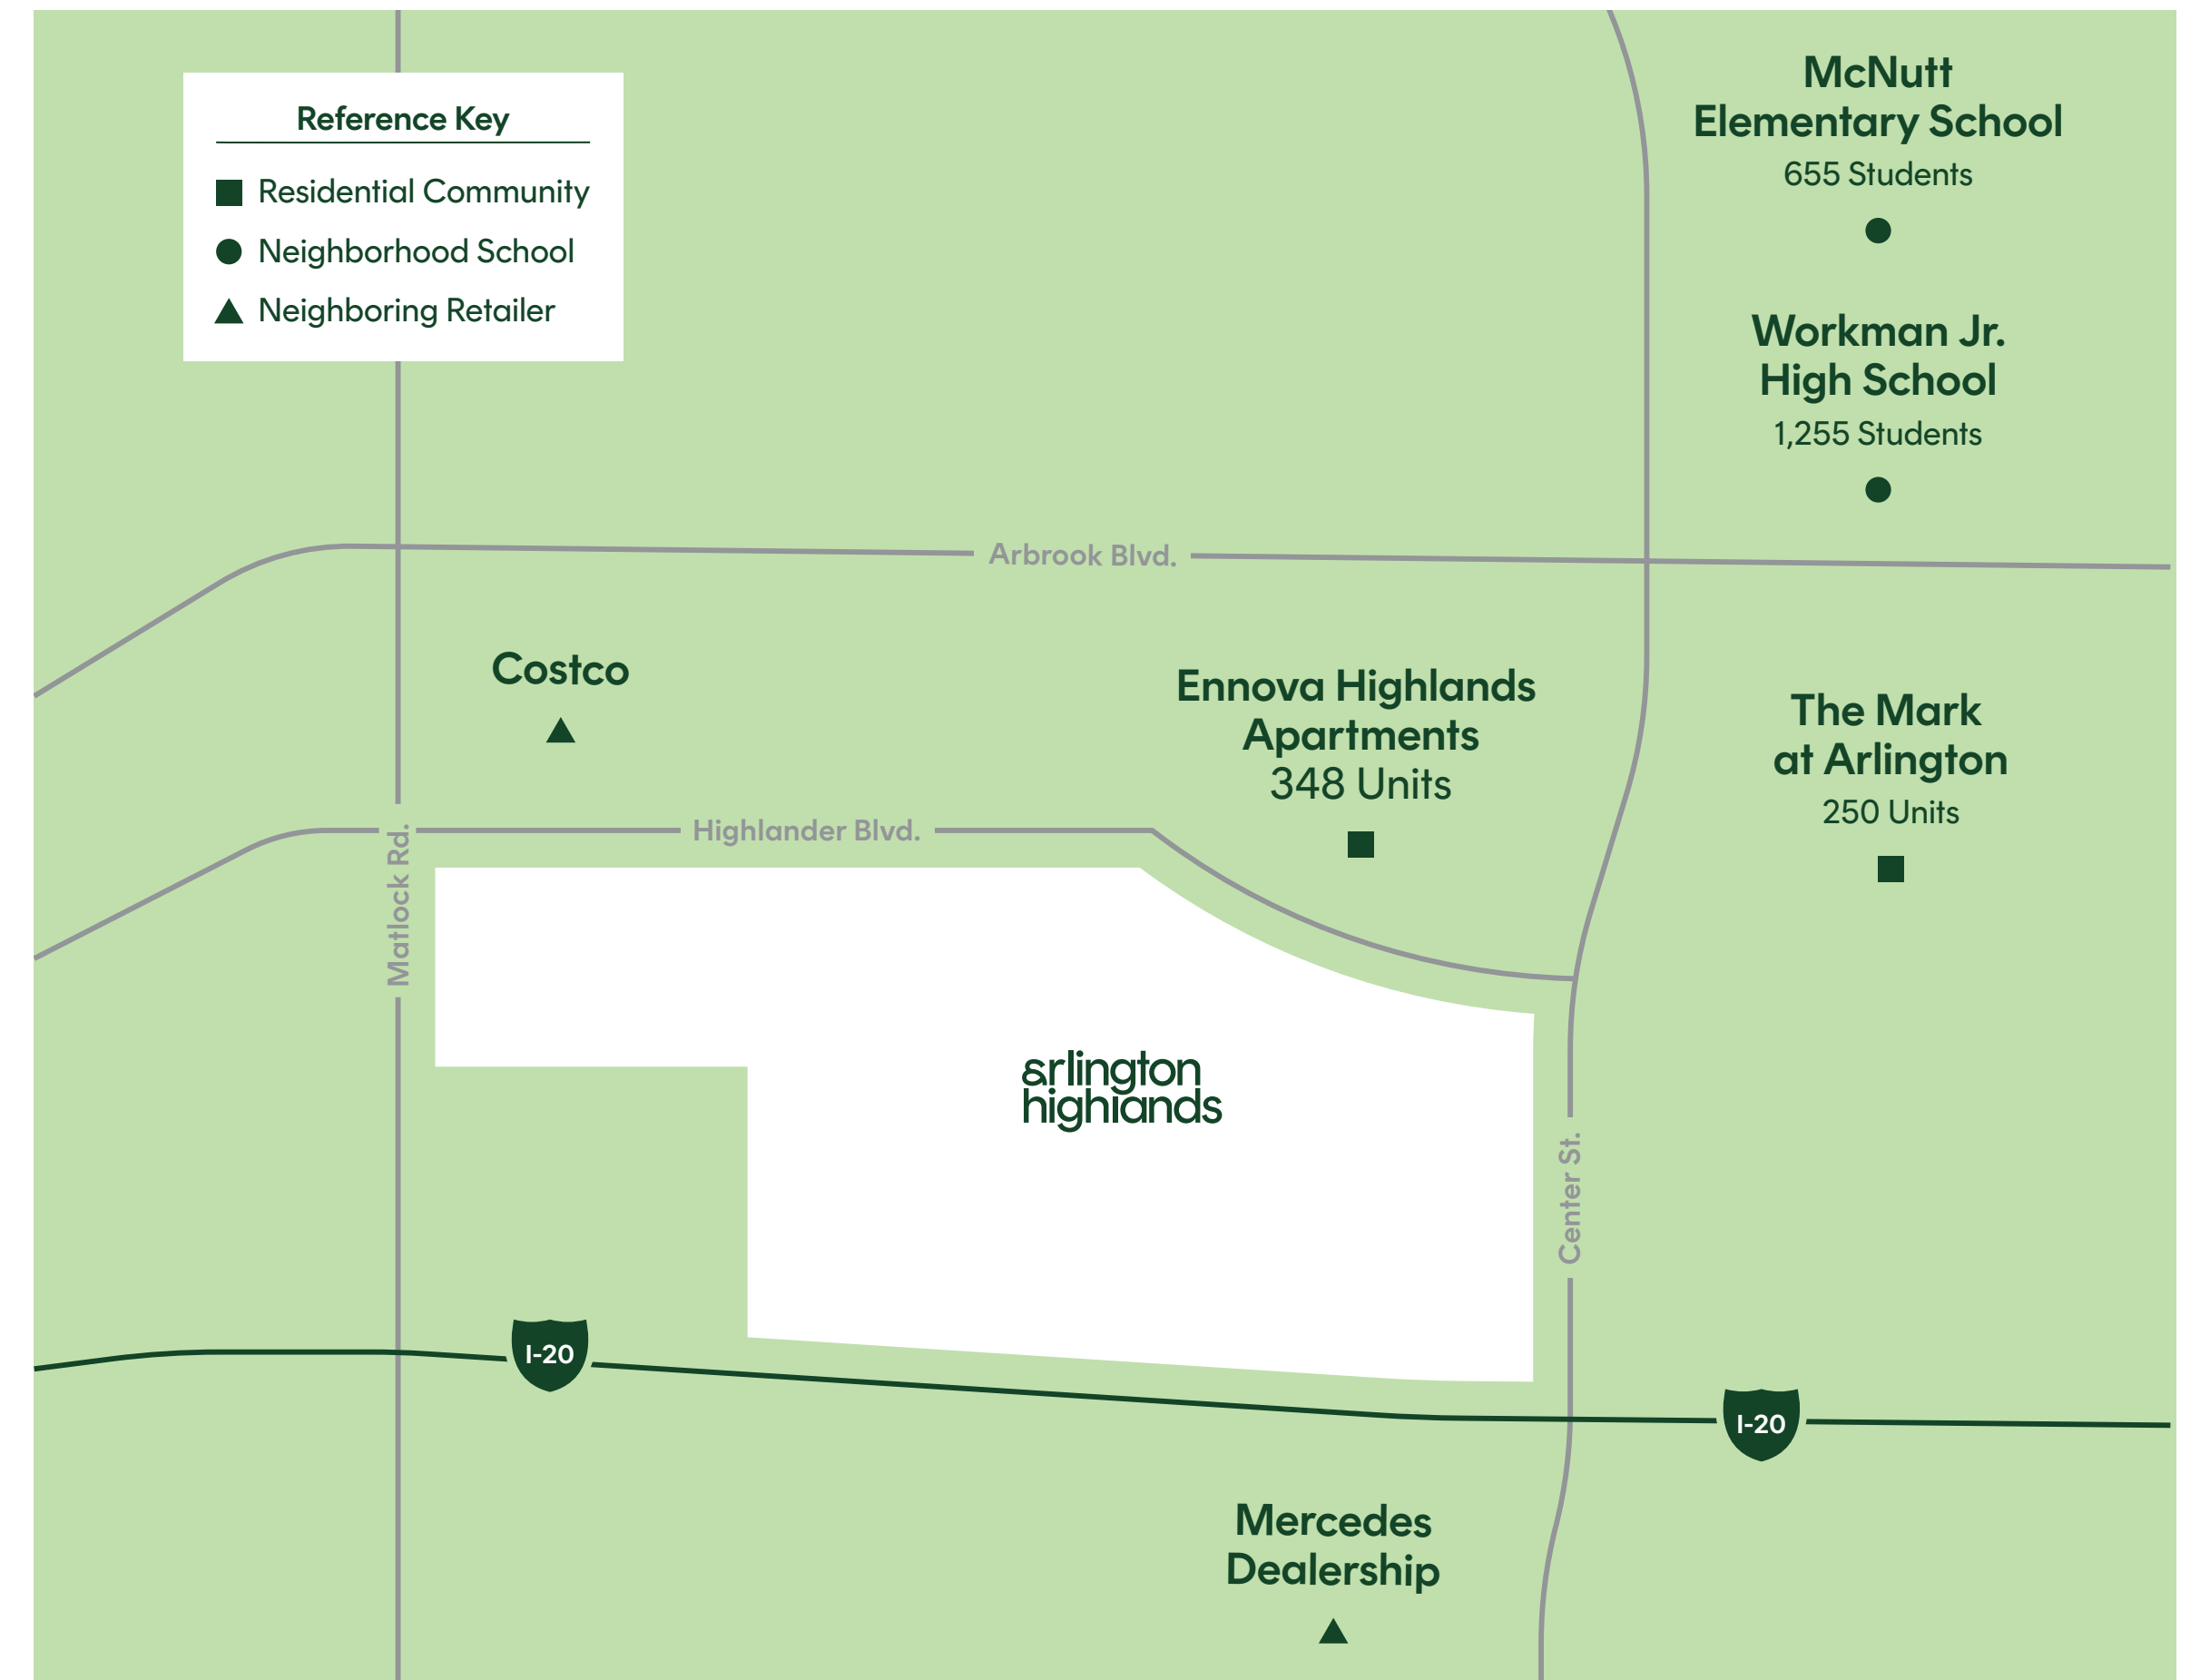 Reference Key
Residential Community
Neighborhood School
Neighboring Retailer
McNutt
Elementary School
655 Students
Workman Jr.
High School
1,255 Students
Arbrook Blvd.
Costco
Ennova Highlands
Apartments
348 Units
The Mark
at Arlington
250 Units
Highlander Blvd.
Matlock Rd.
arlington
highlands
Center St.
I-20
I-20
Mercedes
Dealership